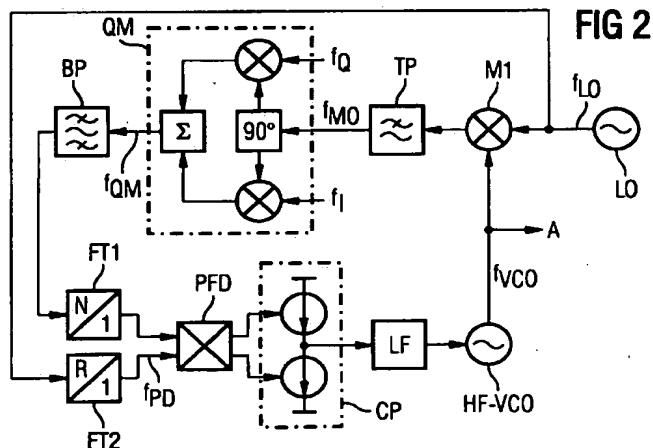 FIG 2
QM
BP
f_Q
TP
M1
f_LO
LO
f_MO
Σ
90°
f_QM
f_I
A
FT1
N
1
PFD
f_VCO
R
1
f_PD
LF
FT2
CP
HF-VCO